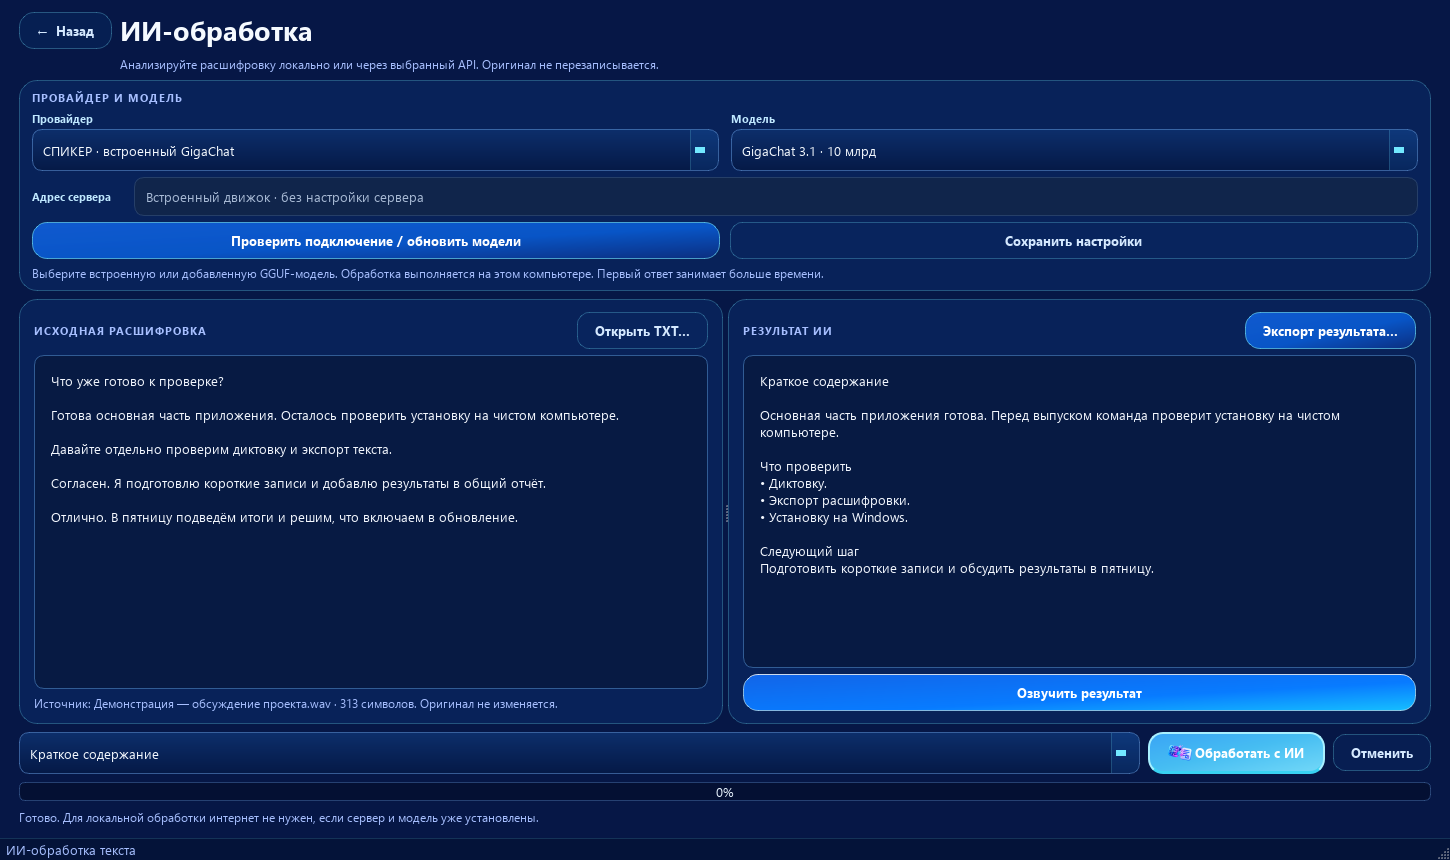 ← Назад
ИИ-обработка
Анализируйте расшифровку локально или через выбранный API. Оригинал не перезаписывается.
ПРОВАЙДЕР И МОДЕЛЬ
Провайдер
Модель
СПИКЕР · встроенный GigaChat
GigaChat 3.1 · 10 млрд
Адрес сервера
Встроенный движок · без настройки сервера
Проверить подключение / обновить модели
Сохранить настройки
Выберите встроенную или добавленную GGUF-модель. Обработка выполняется на этом компьютере. Первый ответ занимает больше времени.
ИСХОДНАЯ РАСШИФРОВКА
Открыть TXT...
Что уже готово к проверке?
Готова основная часть приложения. Осталось проверить установку на чистом компьютере.
Давайте отдельно проверим диктовку и экспорт текста.
Согласен. Я подготовлю короткие записи и добавлю результаты в общий отчёт.
Отлично. В пятницу подведём итоги и решим, что включаем в обновление.
Источник: Демонстрация — обсуждение проекта.wav · 313 символов. Оригинал не изменяется.
РЕЗУЛЬТАТ ИИ
Экспорт результата...
Краткое содержание
Основная часть приложения готова. Перед выпуском команда проверит установку на чистом
компьютере.
Что проверить
• Диктовку.
• Экспорт расшифровки.
• Установку на Windows.
Следующий шаг
Подготовить короткие записи и обсудить результаты в пятницу.
Озвучить результат
Краткое содержание
Обработать с ИИ
Отменить
0%
Готово. Для локальной обработки интернет не нужен, если сервер и модель уже установлены.
ИИ-обработка текста